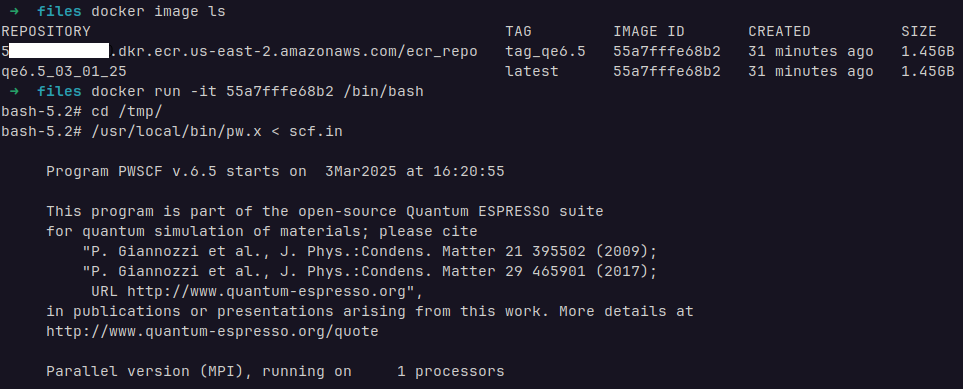 → files docker image ls
REPOSITORY TAG IMAGE ID CREATED SIZE
5 .dkr.ecr.us-east-2.amazonaws.com/ecr_repo tag_qe6.5 55a7fffe68b2 31 minutes ago 1.45GB
qe6.5_03_01_25 latest 55a7fffe68b2 31 minutes ago 1.45GB
→ files docker run -it 55a7fffe68b2 /bin/bash
bash-5.2# cd /tmp/
bash-5.2# /usr/local/bin/pw.x < scf.in
Program PWSCF v.6.5 starts on 3Mar2025 at 16:20:55
This program is part of the open-source Quantum ESPRESSO suite
for quantum simulation of materials; please cite
"P. Giannozzi et al., J. Phys.:Condens. Matter 21 395502 (2009);
"P. Giannozzi et al., J. Phys.:Condens. Matter 29 465901 (2017);
URL http://www.quantum-espresso.org",
in publications or presentations arising from this work. More details at
http://www.quantum-espresso.org/quote
Parallel version (MPI), running on 1 processors